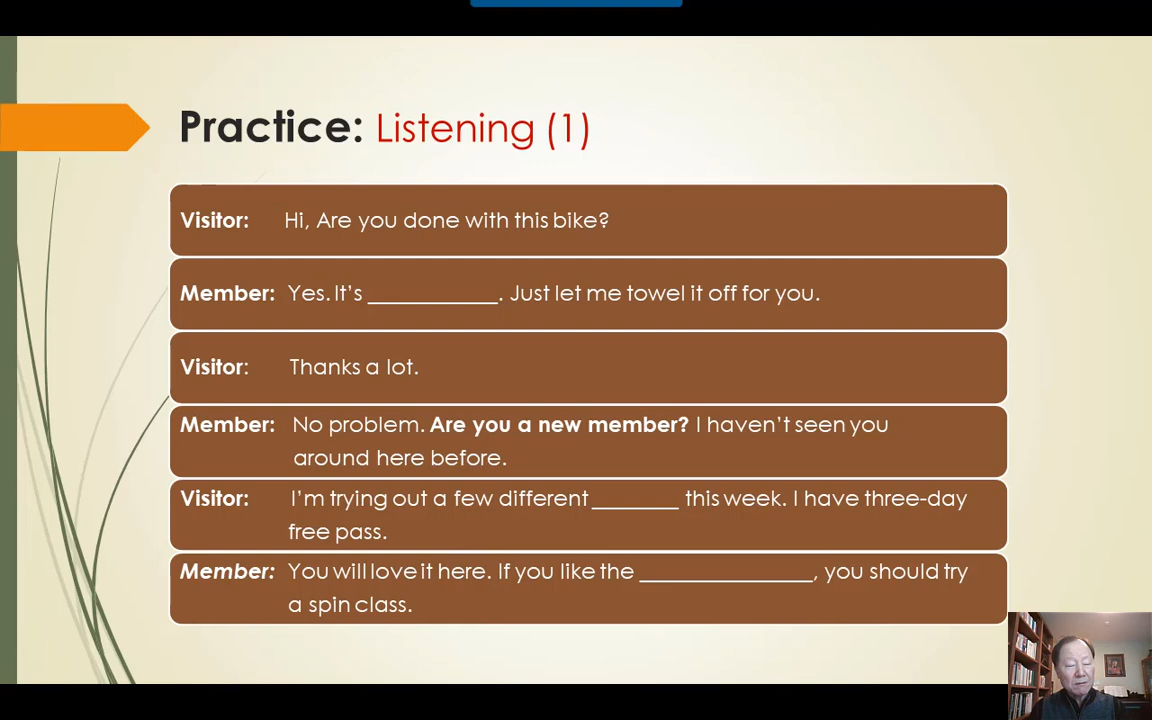 Practice: Listening (1)
Visitor: Hi, Are you done with this bike?
Member: Yes. It's ____________. Just let me towel it off for you.
Visitor: Thanks a lot.
Member: No problem. Are you a new member? I haven't seen you
around here before.
Visitor: I'm trying out a few different ________ this week. I have three-day
free pass.
Member: You will love it here. If you like the ________________, you should try
a spin class.